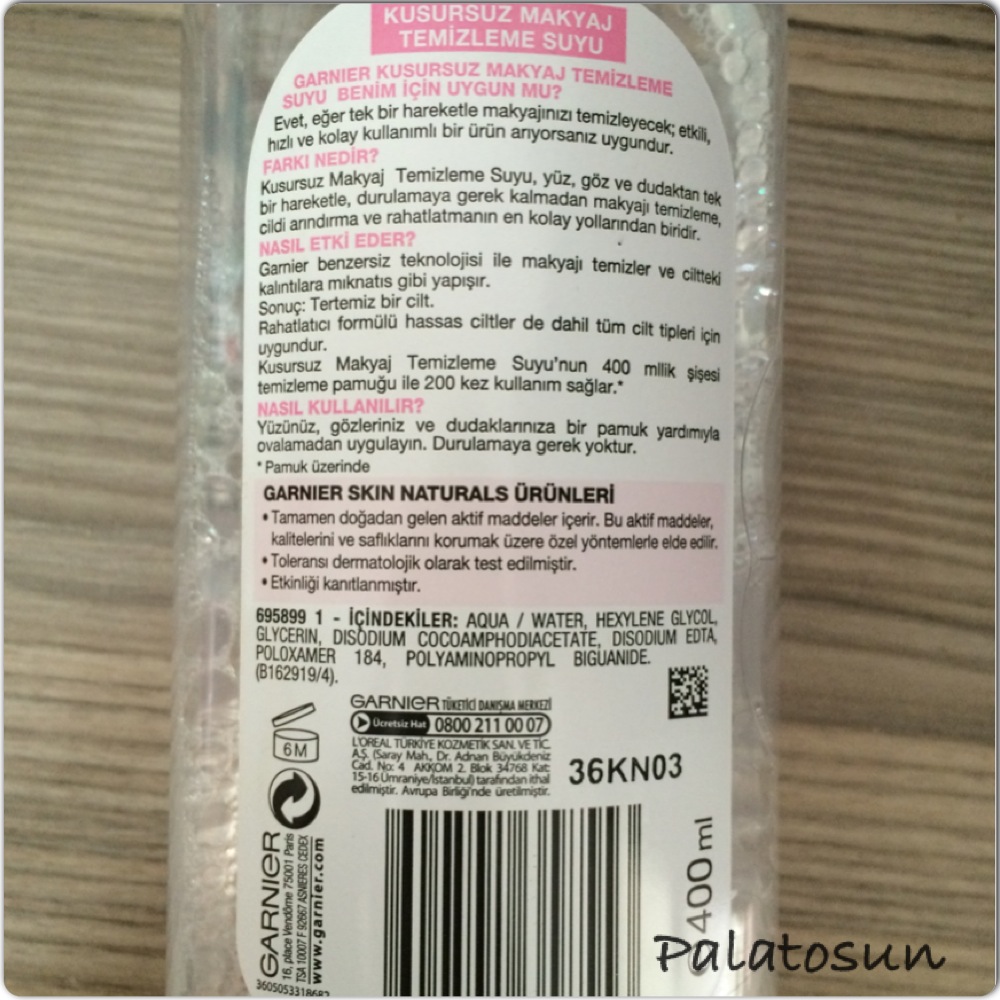 KUSURSUZ MAKYAJ
TEMİZLEME SUYU
GARNIER KUSURSUZ MAKYAJ TEMİZLEME
SUYU BENİM İÇİN UYGUN MU?
Evet, eğer tek bir hareketle makyajınızı temizleyecek; etkili,
hızlı ve kolay kullanımlı bir ürün arıyorsanız uygundur.
FARKI NEDİR?
Kusursuz Makyaj Temizleme Suyu, yüz, göz ve dudaktan tek
bir hareketle, durulamaya gerek kalmadan makyajı temizleme,
cildi arındırma ve rahatlatmanın en kolay yollarından biridir.
NASIL ETKİ EDER?
Garnier benzersiz teknolojisi ile makyajı temizler ve ciltteki
kalıntılara mıknatıs gibi yapışır.
Sonuç: Tertemiz bir cilt.
Rahatlatıcı formülü hassas ciltler de dahil tüm cilt tipleri için
uygundur.
Kusursuz Makyaj Temizleme Suyu'nun 400 mllik şişesi
temizleme pamuğu ile 200 kez kullanım sağlar.*
NASIL KULLANILIR?
Yüzünüz, gözleriniz ve dudaklarınıza bir pamuk yardımıyla
ovalamadan uygulayın. Durulamaya gerek yoktur.
* Pamuk üzerinde
GARNIER SKIN NATURALS ÜRÜNLERİ
• Tamamen doğadan gelen aktif maddeler içerir. Bu aktif maddeler,
kalitelerini ve saflıklarını korumak üzere özel yöntemlerle elde edilir.
• Toleransı dermatolojik olarak test edilmiştir.
• Etkinliği kanıtlanmıştır.
695899 1 - İÇİNDEKİLER: AQUA / WATER, HEXYLENE GLYCOL,
GLYCERIN, DISODIUM COCOAMPHODIACETATE, DISODIUM EDTA,
POLOXAMER 184, POLYAMINOPROPYL BIGUANIDE.
(B162919/4).
GARNIER TÜKETİCİ DANIŞMA MERKEZİ
Ücretsiz Hat 0800 211 00 07
L'OREAL TÜRKİYE KOZMETİK SAN. VE TİC.
A.Ş. (Saray Mah., Dr. Adnan Büyükdeniz
Cad. No: 4 AKKOM 2. Blok 34768 Kat:
15-16 Ümraniye/İstanbul) tarafından ithal
edilmiştir. Avrupa Birliği'nde üretilmiştir.
6M
36KN03
GARNIER
16, place Vendôme 75001 Paris
TSA 10007 F 92667 ASNIERES CEDEX
www.garnier.com
400 ml
Palatosun